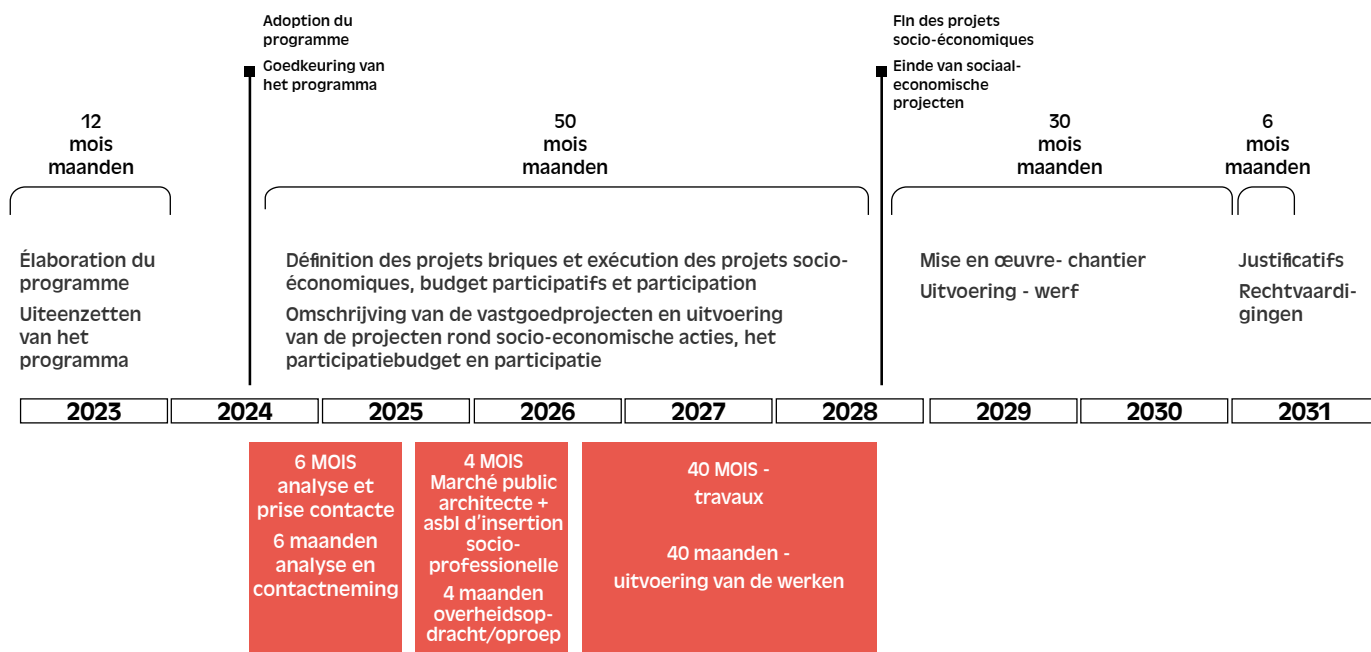 Adoption du
programme
Goedkeuring van
het programma
Fin des projets
socio-économiques
Einde van sociaal-
economische
projecten
12
mois
maanden
50
mois
maanden
30
mois
maanden
6
mois
maanden
Élaboration du
programme
Uiteenzetten
van het
programma
Définition des projets briques et exécution des projets socio-
économiques, budget participatifs et participation
Omschrijving van de vastgoedprojecten en uitvoering
van de projecten rond socio-economische acties, het
participatiebudget en participatie
Mise en œuvre- chantier
Uitvoering - werf
Justificatifs
Rechtvaardi-
gingen
2023
2024
2025
2026
2027
2028
2029
2030
2031
6 MOIS
analyse et
prise contacte
6 maanden
analyse en
contactneming
4 MOIS
Marché public
architecte +
asbl d'insertion
socio-
professionelle
4 maanden
overheidsop-
dracht/oproep
40 MOIS -
travaux
40 maanden -
uitvoering van de werken